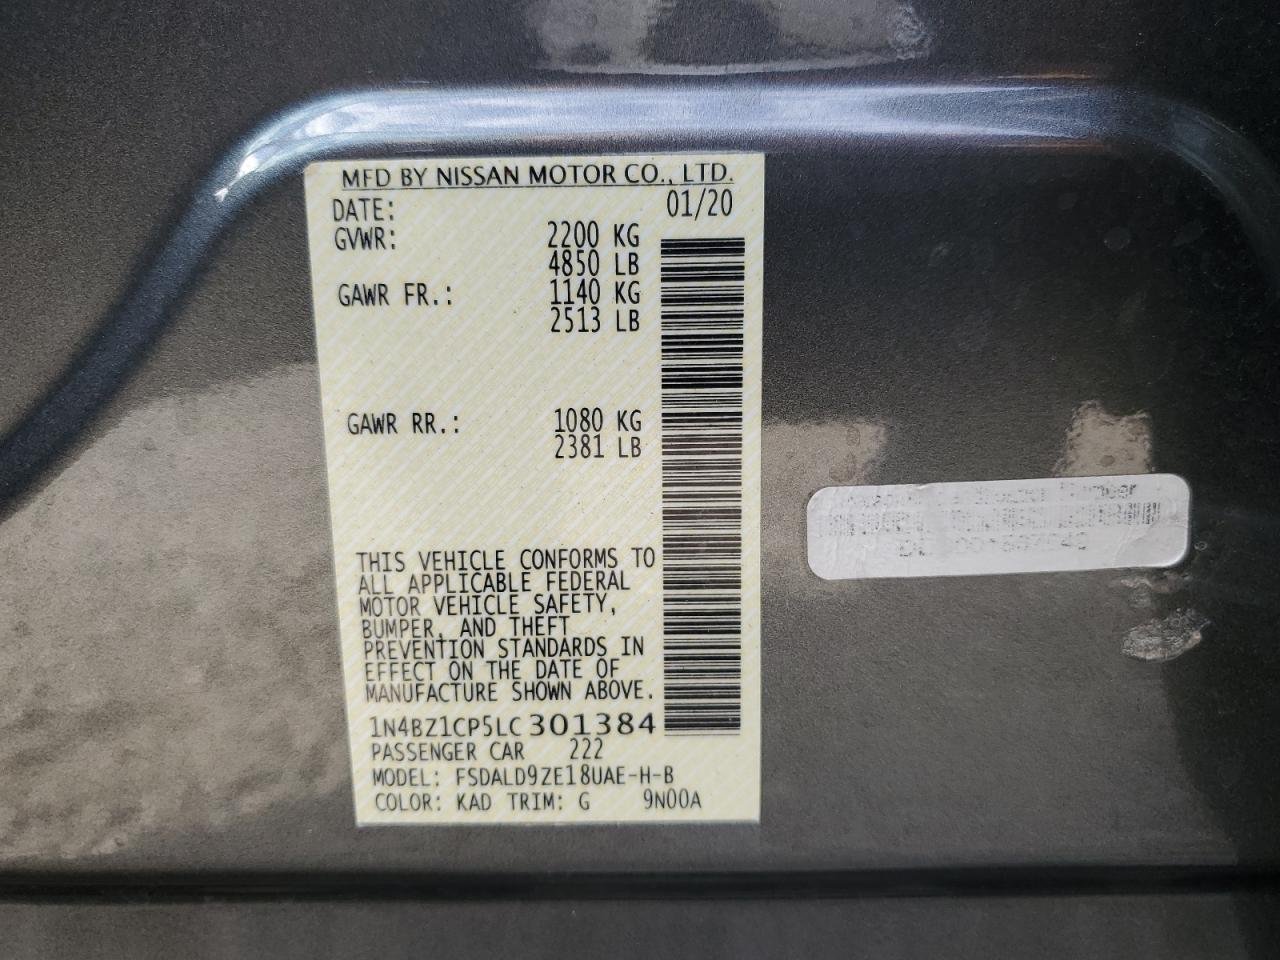 MFD BY NISSAN MOTOR CO., LTD.
DATE: 01/20
GVWR: 2200 KG
4850 LB
GAWR FR.: 1140 KG
2513 LB
GAWR RR.: 1080 KG
2381 LB
THIS VEHICLE CONFORMS TO
ALL APPLICABLE FEDERAL
MOTOR VEHICLE SAFETY,
BUMPER, AND THEFT
PREVENTION STANDARDS IN
EFFECT ON THE DATE OF
MANUFACTURE SHOWN ABOVE.
1N4BZ1CP5LC301384
PASSENGER CAR 222
MODEL: FSDALD9ZE18UAE-H-B
COLOR: KAD TRIM: G 9N00A